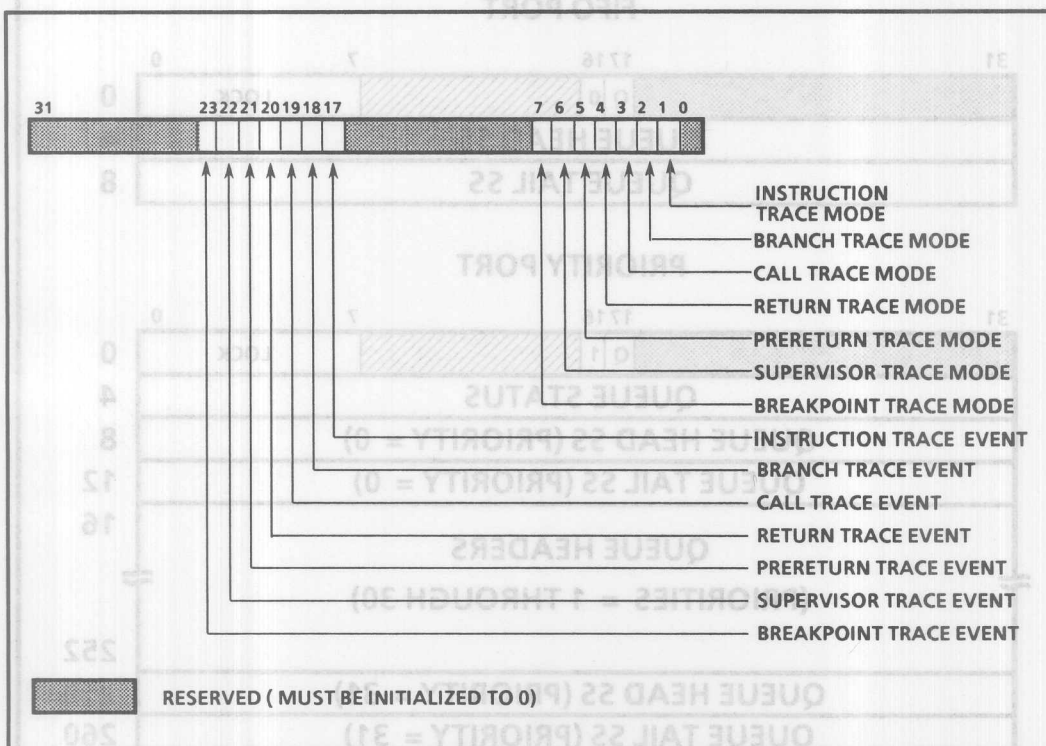 31 23 22 21 20 19 18 17 7 6 5 4 3 2 1 0
INSTRUCTION
TRACE MODE
BRANCH TRACE MODE
CALL TRACE MODE
RETURN TRACE MODE
PRERETURN TRACE MODE
SUPERVISOR TRACE MODE
BREAKPOINT TRACE MODE
INSTRUCTION TRACE EVENT
BRANCH TRACE EVENT
CALL TRACE EVENT
RETURN TRACE EVENT
PRERETURN TRACE EVENT
SUPERVISOR TRACE EVENT
BREAKPOINT TRACE EVENT
RESERVED ( MUST BE INITIALIZED TO 0)